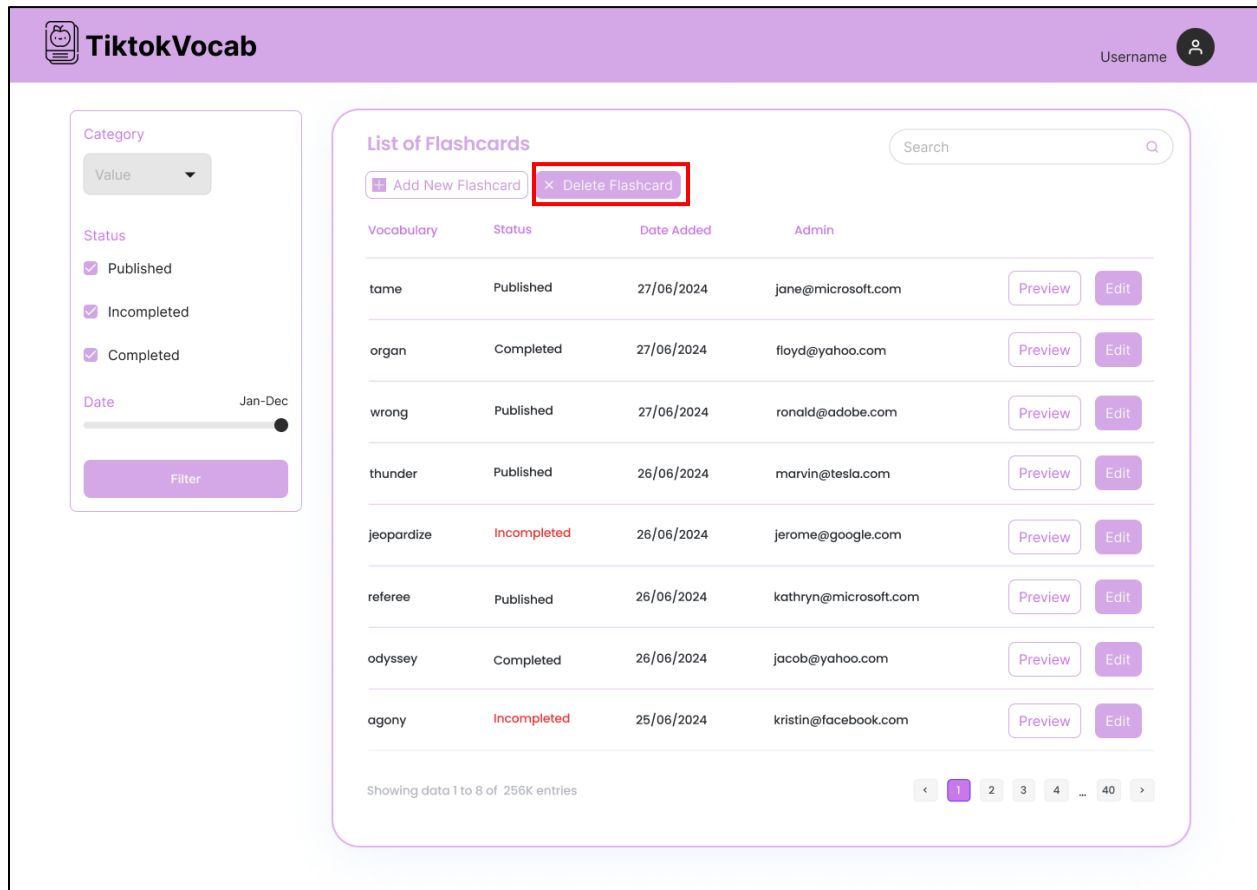 TiktokVocab
Username
Category
Value
Status
Published
Incompleted
Completed
Date Jan-Dec
Filter
List of Flashcards
Search
Add New Flashcard Delete Flashcard
Vocabulary Status Date Added Admin
tame Published 27/06/2024 jane@microsoft.com Preview Edit
organ Completed 27/06/2024 floyd@yahoo.com Preview Edit
wrong Published 27/06/2024 ronald@adobe.com Preview Edit
thunder Published 26/06/2024 marvin@tesla.com Preview Edit
jeopardize Incompleted 26/06/2024 jerome@google.com Preview Edit
referee Published 26/06/2024 kathryn@microsoft.com Preview Edit
odyssey Completed 26/06/2024 jacob@yahoo.com Preview Edit
agony Incompleted 25/06/2024 kristin@facebook.com Preview Edit
Showing data 1 to 8 of 256K entries < 1 2 3 4 ... 40 >